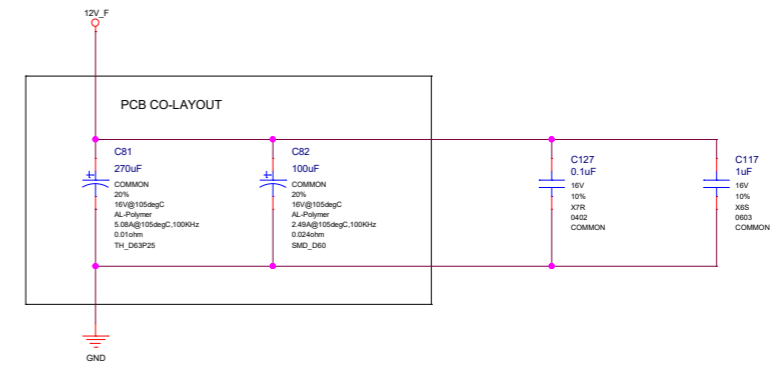 12V_F
PCB CO-LAYOUT
C81
270uF
COMMON
20%
16V@105degC
AL-Polymer
5.08A@105degC,100KHz
0.01ohm
TH_D63P25
C82
100uF
COMMON
20%
16V@105degC
AL-Polymer
2.49A@105degC,100KHz
0.024ohm
SMD_D60
C127
0.1uF
16V
10%
X7R
0402
COMMON
C117
1uF
16V
10%
X6S
0603
COMMON
GND